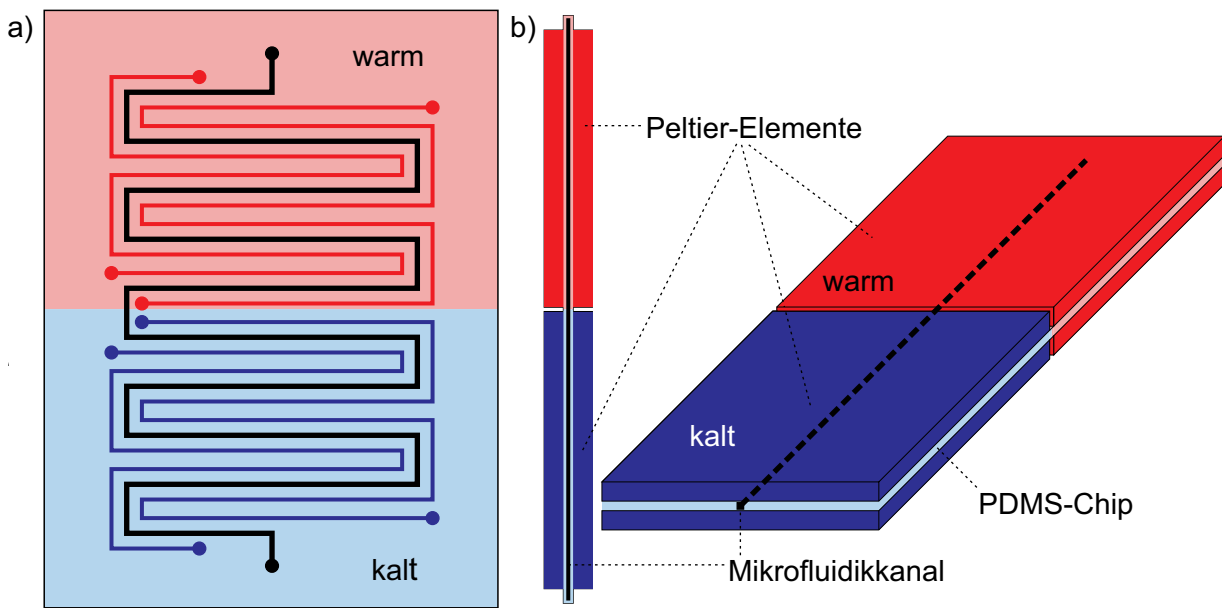 a)
warm
kalt
b)
Peltier-Elemente
warm
kalt
PDMS-Chip
Mikrofluidikkanal